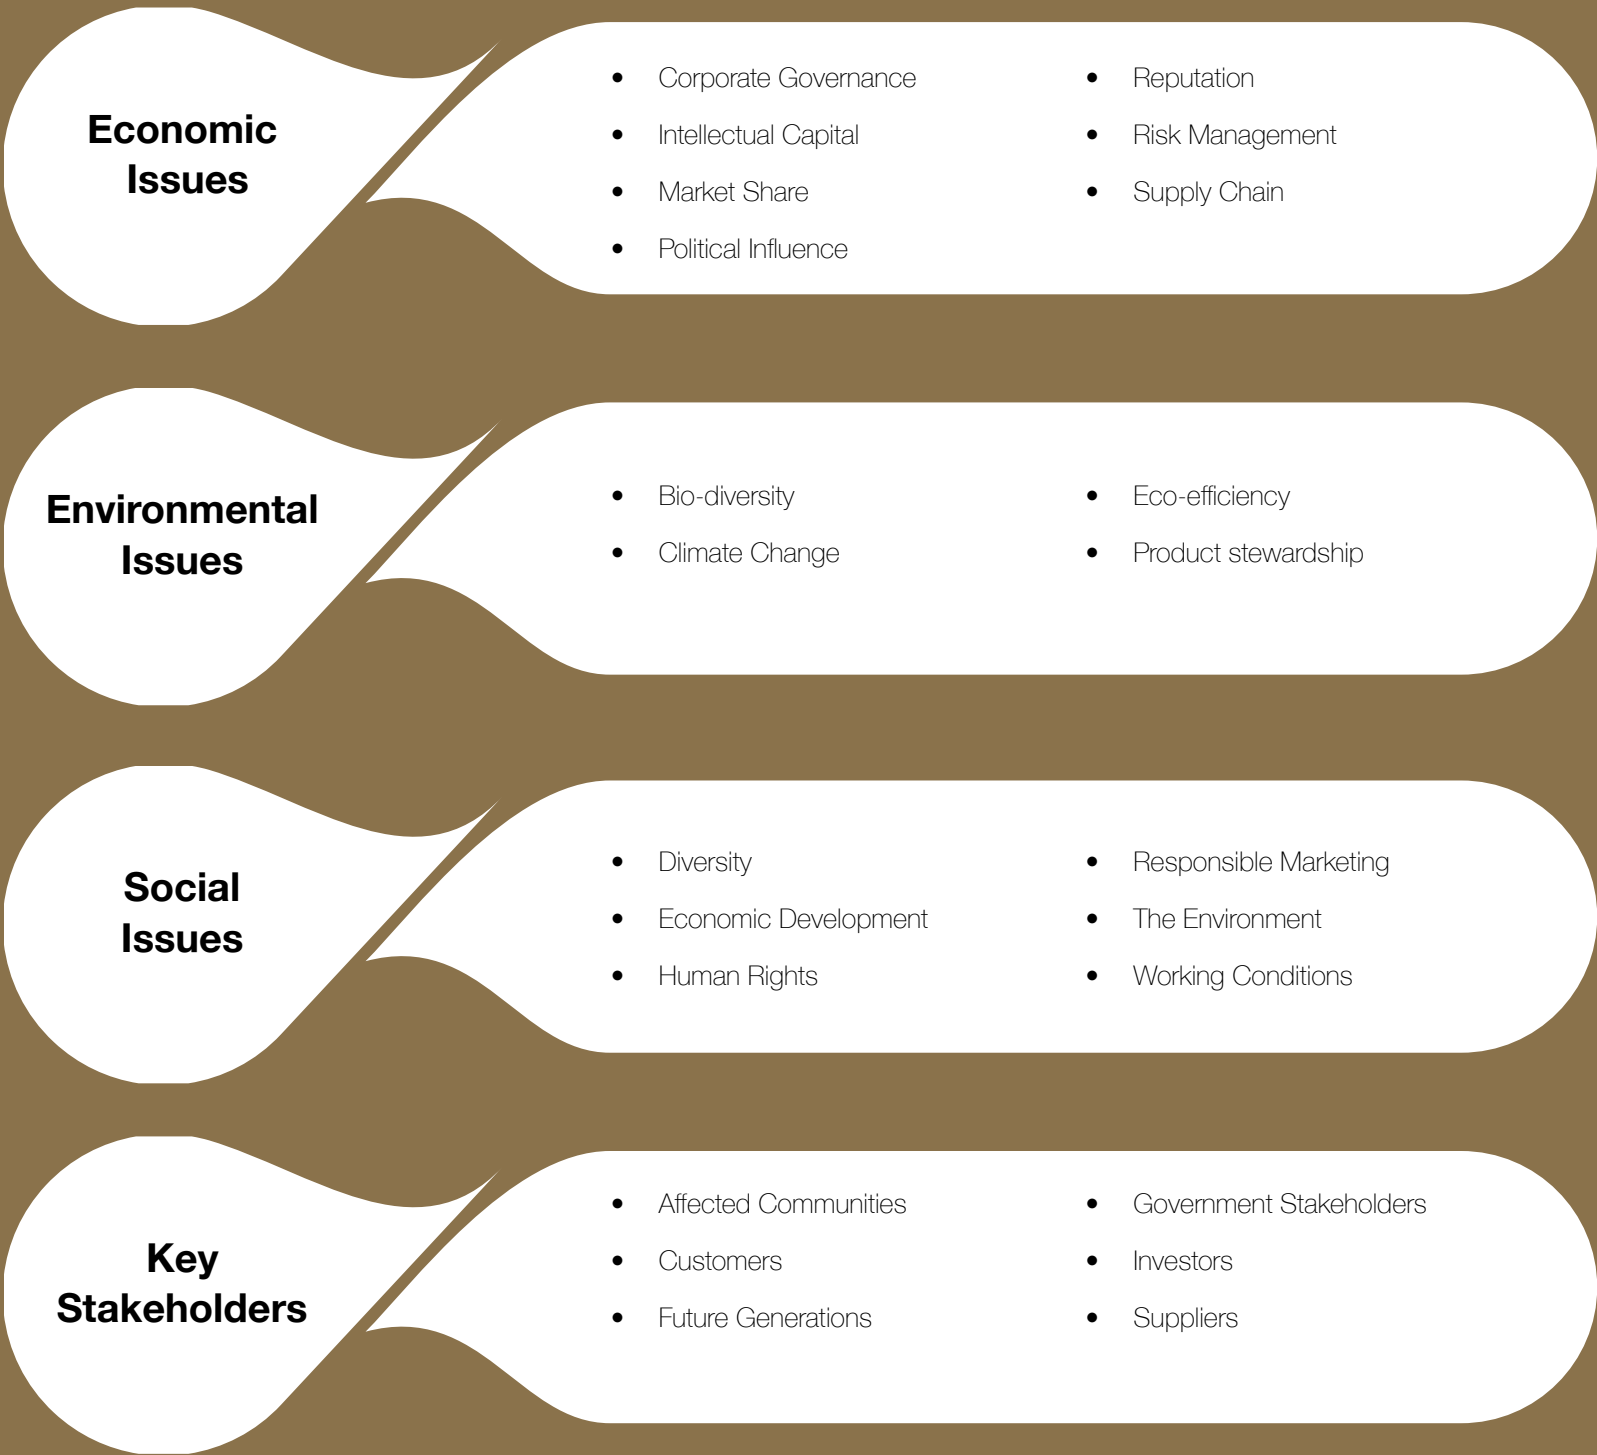 Economic
Issues
• Corporate Governance
• Intellectual Capital
• Market Share
• Political Influence
• Reputation
• Risk Management
• Supply Chain
Environmental
Issues
• Bio-diversity
• Climate Change
• Eco-efficiency
• Product stewardship
Social
Issues
• Diversity
• Economic Development
• Human Rights
• Responsible Marketing
• The Environment
• Working Conditions
Key
Stakeholders
• Affected Communities
• Customers
• Future Generations
• Government Stakeholders
• Investors
• Suppliers